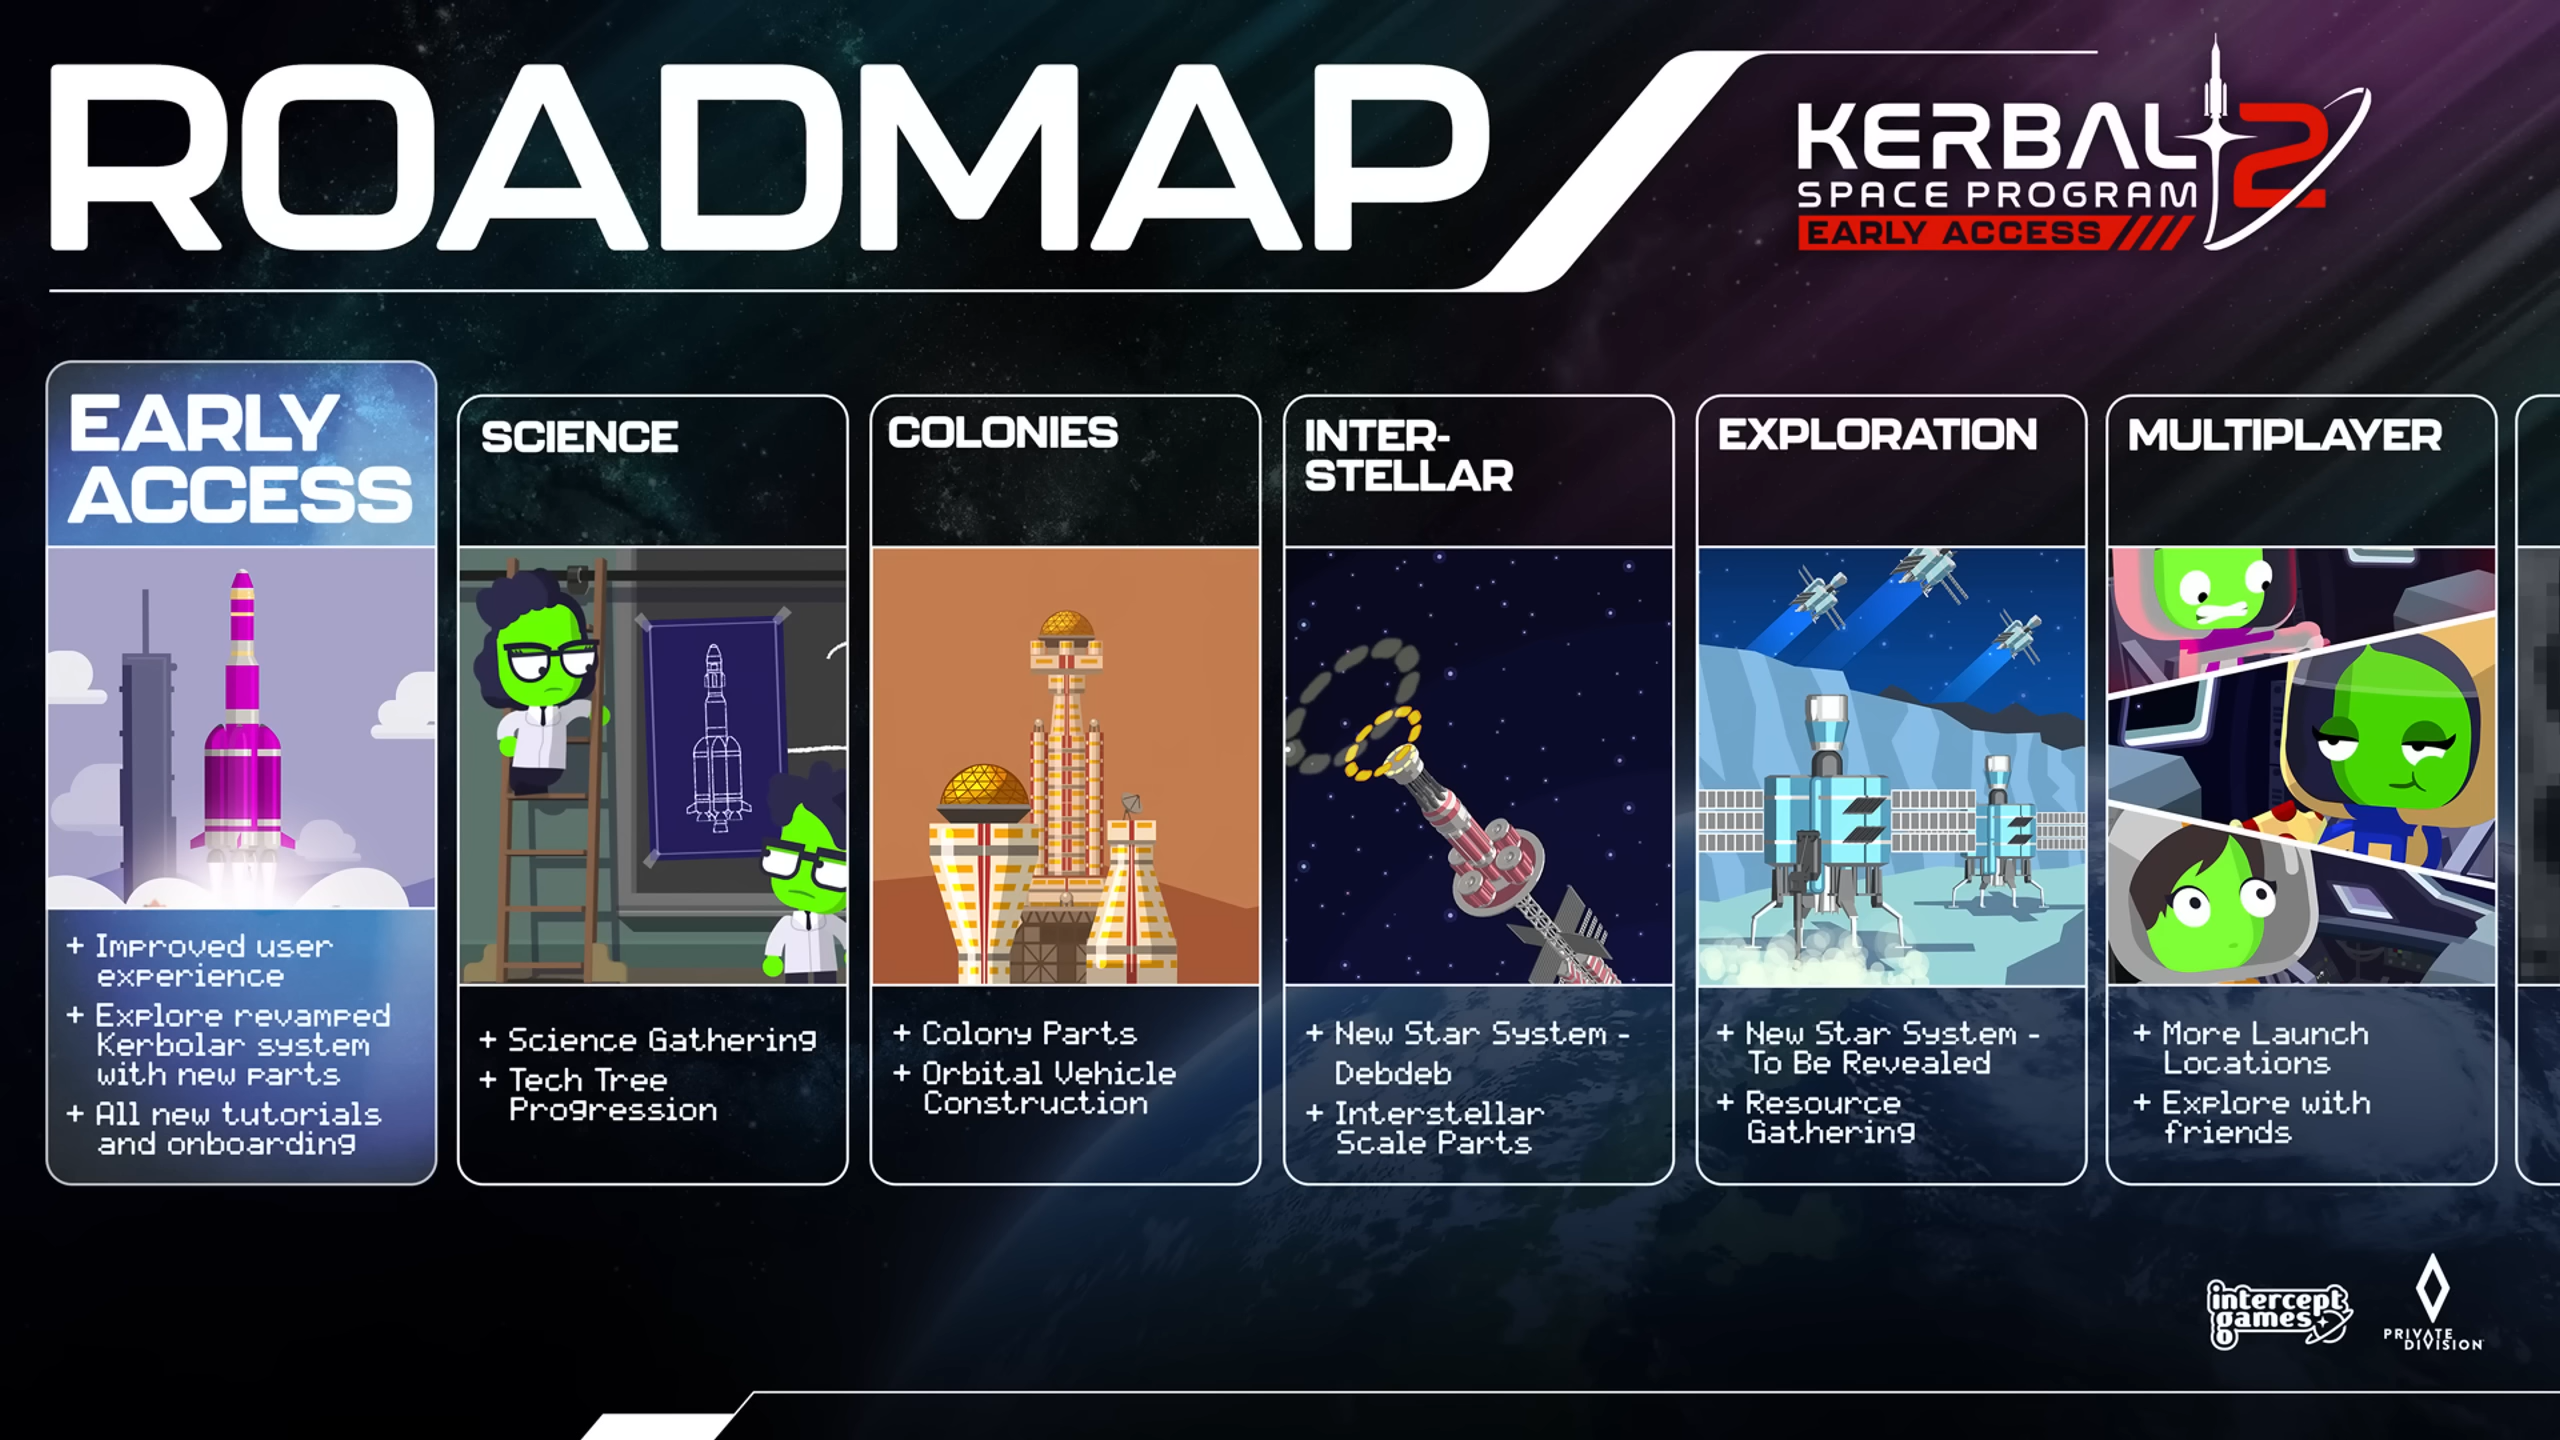 ROADMAP
KERBAL 2
SPACE PROGRAM
EARLY ACCESS
EARLY
ACCESS
+ Improved user
experience
+ Explore revamped
Kerbolar system
with new parts
+ All new tutorials
and onboarding
SCIENCE
+ Science Gathering
+ Tech Tree
Progression
COLONIES
+ Colony Parts
+ Orbital Vehicle
Construction
INTER-
STELLAR
+ New Star System -
Debdeb
+ Interstellar
Scale Parts
EXPLORATION
+ New Star System -
To Be Revealed
+ Resource
Gathering
MULTIPLAYER
+ More Launch
Locations
+ Explore with
friends
intercept
games
PRIVATE
DIVISION